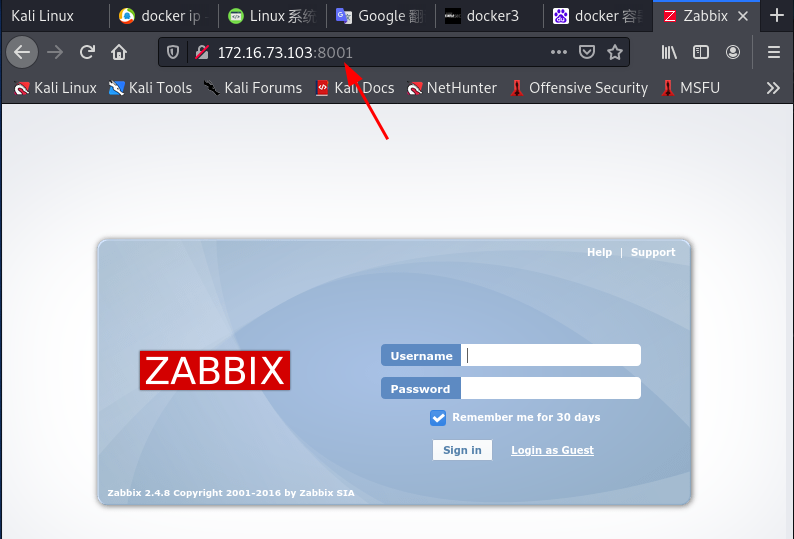 Kali Linux
docker ip
Linux 系统
Google 翻
docker3
docker 容
Zabbix
172.16.73.103:8001
Kali Linux
Kali Tools
Kali Forums
Kali Docs
NetHunter
Offensive Security
MSFU
Help | Support
ZABBIX
Username
Password
Remember me for 30 days
Sign in
Login as Guest
Zabbix 2.4.8 Copyright 2001-2016 by Zabbix SIA